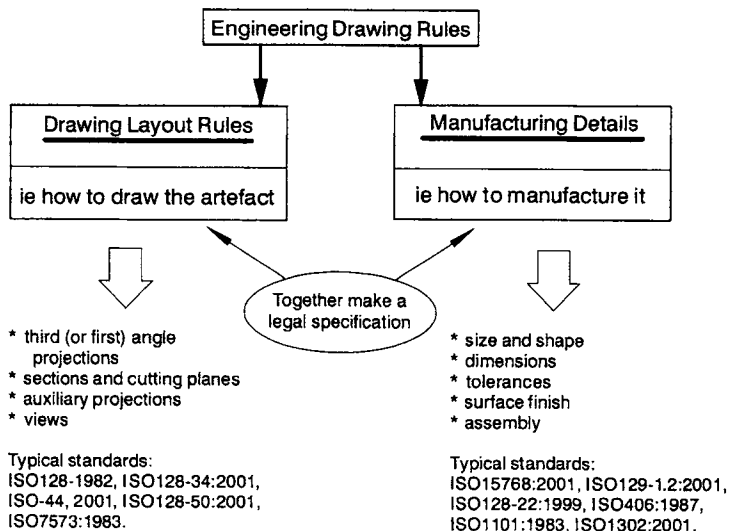 Engineering Drawing Rules
Drawing Layout Rules
ie how to draw the artefact
Manufacturing Details
ie how to manufacture it
Together make a
legal specification
* third (or first) angle
projections
* sections and cutting planes
* auxiliary projections
* views
Typical standards:
ISO128-1982, ISO128-34:2001,
ISO-44, 2001, ISO128-50:2001,
ISO7573:1983.
* size and shape
* dimensions
* tolerances
* surface finish
* assembly
Typical standards:
ISO15768:2001, ISO129-1.2:2001,
ISO128-22:1999, ISO406:1987,
ISO1101:1983, ISO1302:2001.